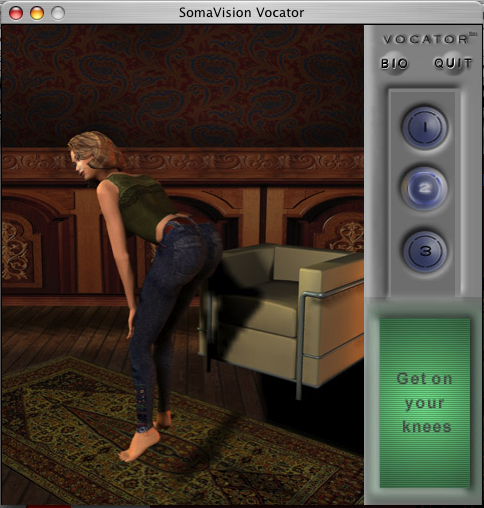 SomaVision Vocator
VOCATOR
BIO QUIT
1
2
3
Get on
your
knees